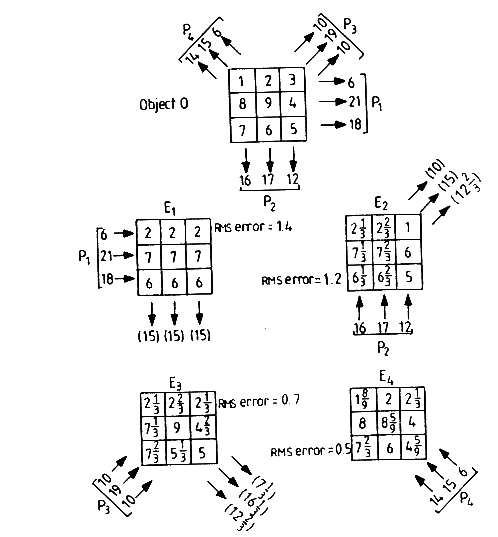 P₄ P₃
14 15 6 10 19 10
Object O
1 2 3
8 9 4
7 6 5
6
21
18
P₁
16 17 12
P₂
E₁
P₁
6
21
18
2 2 2
7 7 7
6 6 6
RMS error = 1.4
(15) (15) (15)
E₂
(10)
(15)
(12 2/3)
2 1/3 2 2/3 1
7 1/3 7 2/3 6
6 1/3 6 2/3 5
RMS error = 1.2
16 17 12
P₂
E₃
2 1/3 2 2/3 2 1/3
7 1/3 9 4 2/3
7 2/3 5 1/3 5
RMS error = 0.7
10
19
10
P₃
E₄
1 8/9 2 2 1/3
8 8 5/9 4
7 2/3 6 4 5/9
RMS error = 0.5
14 15 6
P₄